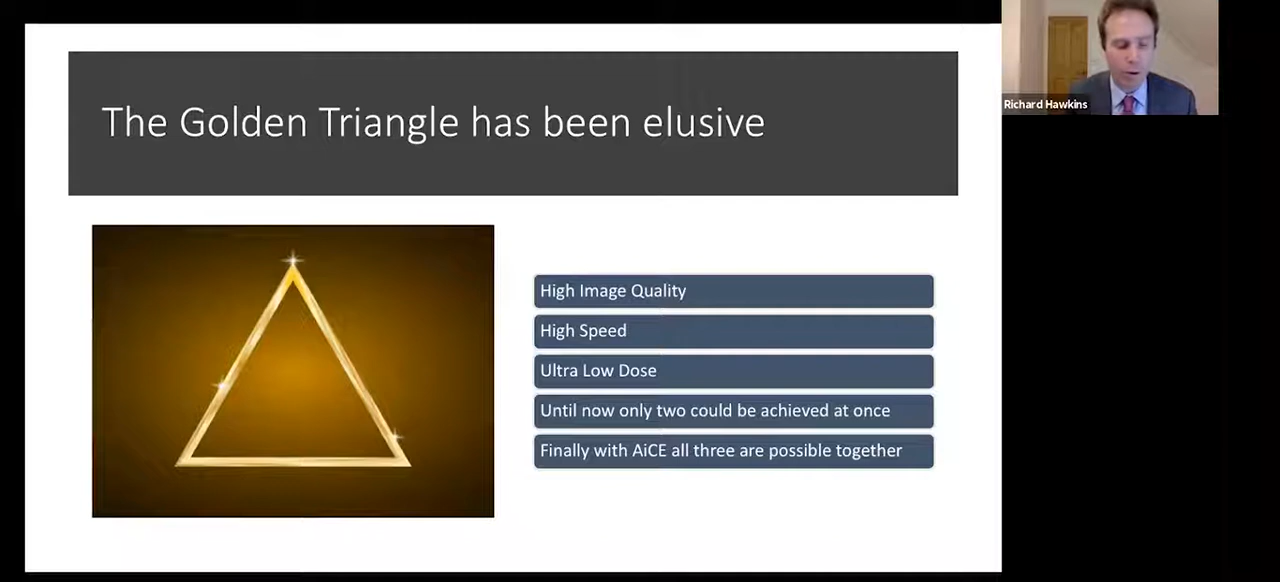 The Golden Triangle has been elusive
High Image Quality
High Speed
Ultra Low Dose
Until now only two could be achieved at once
Finally with AiCE all three are possible together
Richard Hawkins